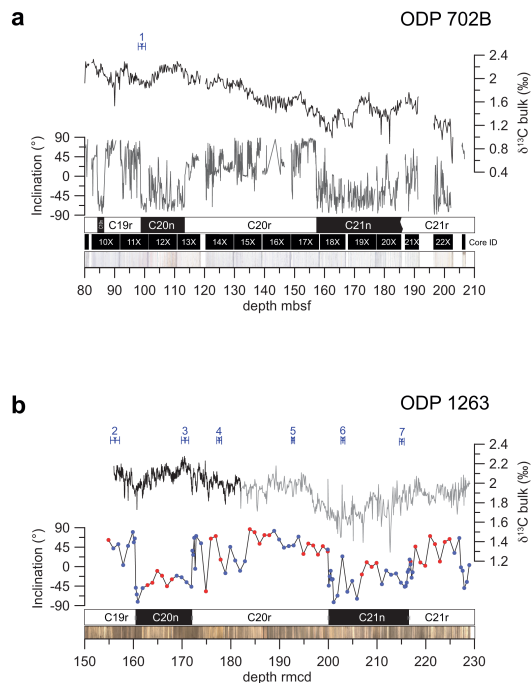 a
ODP 702B
1
2.4
2.0
1.6
1.2
0.8
0.4
δ¹³C bulk (‰)
90
45
0
-45
-90
Inclination (°)
C19r C20n C20r C21n C21r
10X 11X 12X 13X 14X 15X 16X 17X 18X 19X 20X 21X 22X Core ID
80 90 100 110 120 130 140 150 160 170 180 190 200 210
depth mbsf
b
ODP 1263
2 3 4 5 6 7
2.4
2.2
2.0
1.8
1.6
1.4
1.2
δ¹³C bulk (‰)
90
45
0
-45
-90
Inclination (°)
C19r C20n C20r C21n C21r
150 160 170 180 190 200 210 220 230
depth rmcd